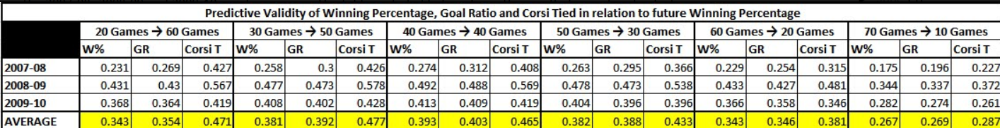 Predictive Validity of Winning Percentage, Goal Ratio and Corsi Tied in relation to future Winning Percentage
20 Games → 60 Games 30 Games → 50 Games 40 Games → 40 Games 50 Games → 30 Games 60 Games → 20 Games 70 Games → 10 Games
W% GR Corsi T W% GR Corsi T W% GR Corsi T W% GR Corsi T W% GR Corsi T W% GR Corsi T
2007-08 0.231 0.269 0.427 0.258 0.3 0.426 0.274 0.312 0.408 0.263 0.295 0.366 0.229 0.254 0.315 0.175 0.196 0.227
2008-09 0.431 0.43 0.567 0.477 0.473 0.578 0.492 0.488 0.569 0.478 0.473 0.538 0.433 0.427 0.481 0.344 0.337 0.372
2009-10 0.368 0.364 0.419 0.408 0.402 0.428 0.413 0.409 0.419 0.404 0.396 0.396 0.366 0.358 0.346 0.282 0.274 0.261
AVERAGE 0.343 0.354 0.471 0.381 0.392 0.477 0.393 0.403 0.465 0.382 0.388 0.433 0.343 0.346 0.381 0.267 0.269 0.287